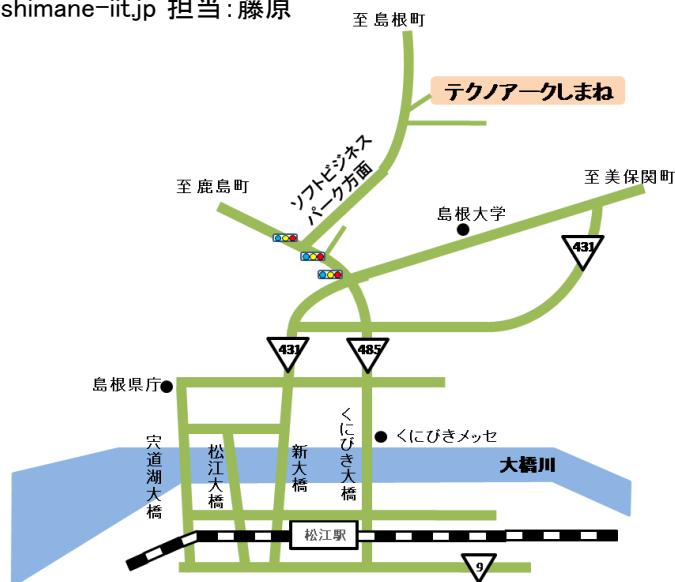 shimane-iit.jp 担当：藤原
至 島根町
テクノアークしまね
ソフトビジネス
パーク方面
至 鹿島町
至 美保関町
島根大学
431
431
485
島根県庁
くにびきメッセ
宍道湖大橋
松江大橋
新大橋
くにびき大橋
大橋川
松江駅
9